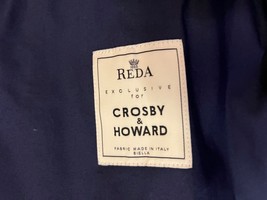 REDA
EXCLUSIVE
for
CROSBY
&
HOWARD
FABRIC MADE IN ITALY
BIELLA